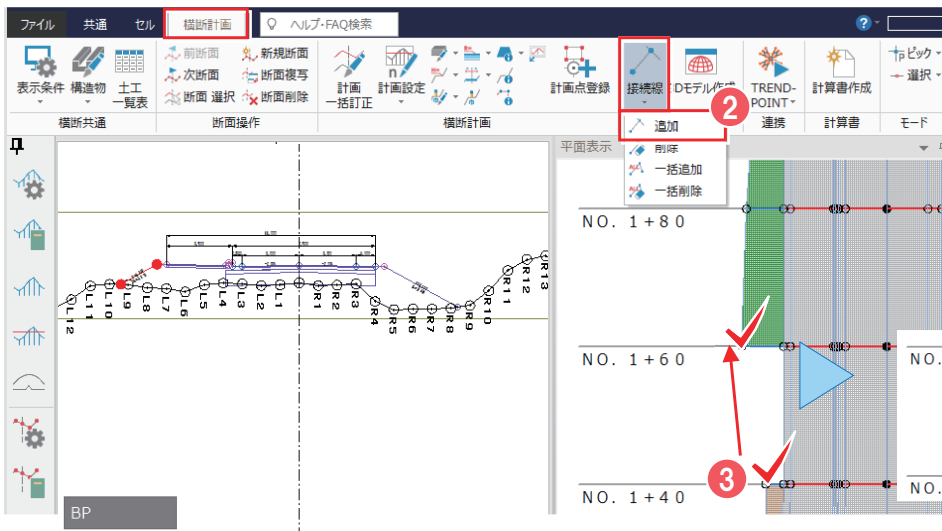 ファイル 共通 セル 横断計画 ヘルプ・FAQ検索 ?
表示条件 構造物 土工一覧表
前断面 新規断面
次断面 断面複写
断面 選択 断面削除
計画一括訂正 計画設定 計画点登録
接続線 3Dモデル作成 TREND-POINT 計算書作成
ピック
選択
横断共通 断面操作 横断計画 連携 計算書 モード
2
追加
削除
一括追加
一括削除
平面表示
NO. 1+80
NO. 1+60
NO. 1+40
NO.
NO.
3
L12 L11 L10 L9 L8 L7 L6 L5 L4 L3 L2 L1 R1 R2 R3 R4 R5 R6 R7 R8 R9 R10 R11 R12 R13
BP